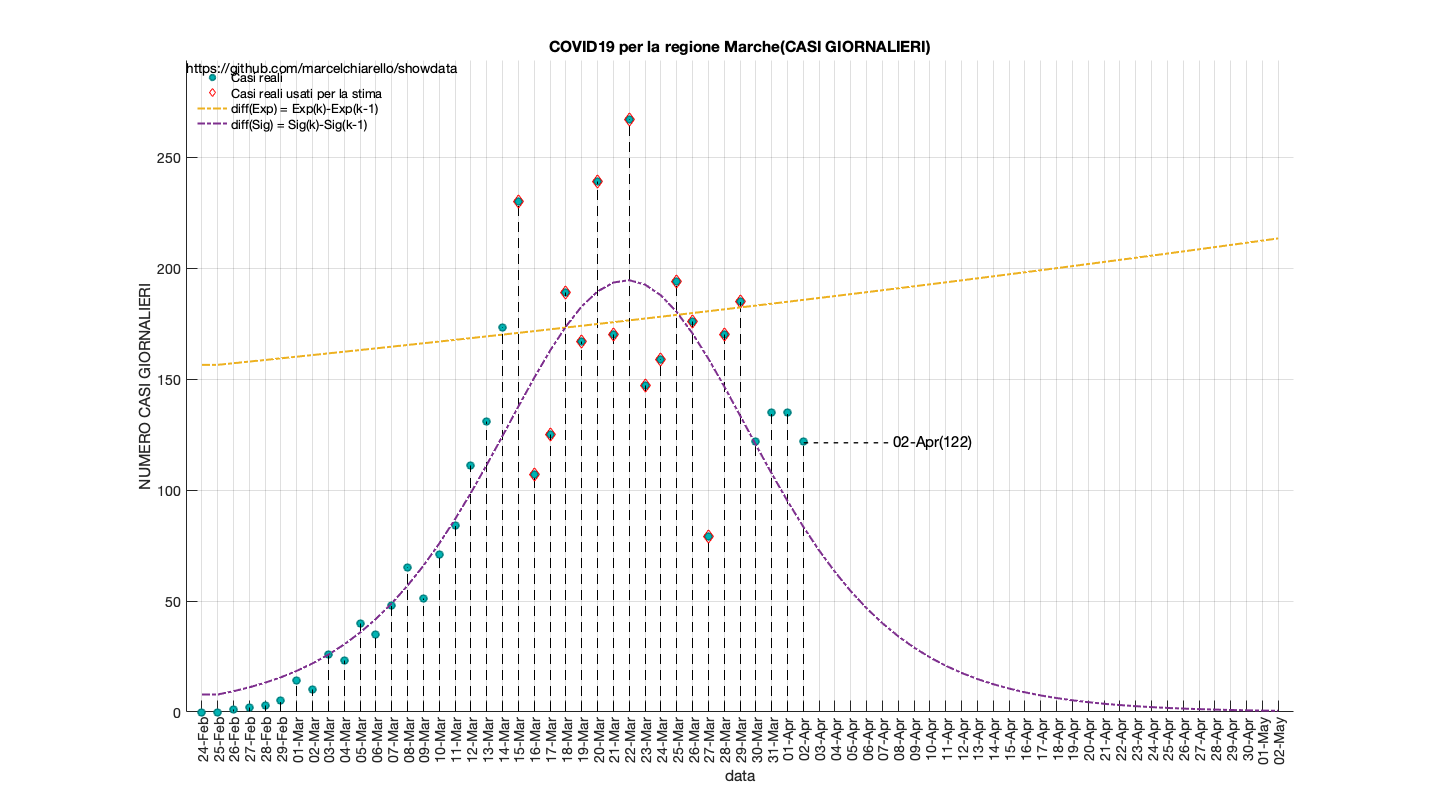 COVID19 per la regione Marche(CASI GIORNALIERI)
https://github.com/marcelchiarello/showdata
Casi reali
Casi reali usati per la stima
diff(Exp) = Exp(k)-Exp(k-1)
diff(Sig) = Sig(k)-Sig(k-1)
NUMERO CASI GIORNALIERI
250
200
150
100
50
0
02-Apr(122)
24-Feb
25-Feb
26-Feb
27-Feb
28-Feb
29-Feb
01-Mar
02-Mar
03-Mar
04-Mar
05-Mar
06-Mar
07-Mar
08-Mar
09-Mar
10-Mar
11-Mar
12-Mar
13-Mar
14-Mar
15-Mar
16-Mar
17-Mar
18-Mar
19-Mar
20-Mar
21-Mar
22-Mar
23-Mar
24-Mar
25-Mar
26-Mar
27-Mar
28-Mar
29-Mar
30-Mar
31-Mar
01-Apr
02-Apr
03-Apr
04-Apr
05-Apr
06-Apr
07-Apr
08-Apr
09-Apr
10-Apr
11-Apr
12-Apr
13-Apr
14-Apr
15-Apr
16-Apr
17-Apr
18-Apr
19-Apr
20-Apr
21-Apr
22-Apr
23-Apr
24-Apr
25-Apr
26-Apr
27-Apr
28-Apr
29-Apr
30-Apr
01-May
02-May
data